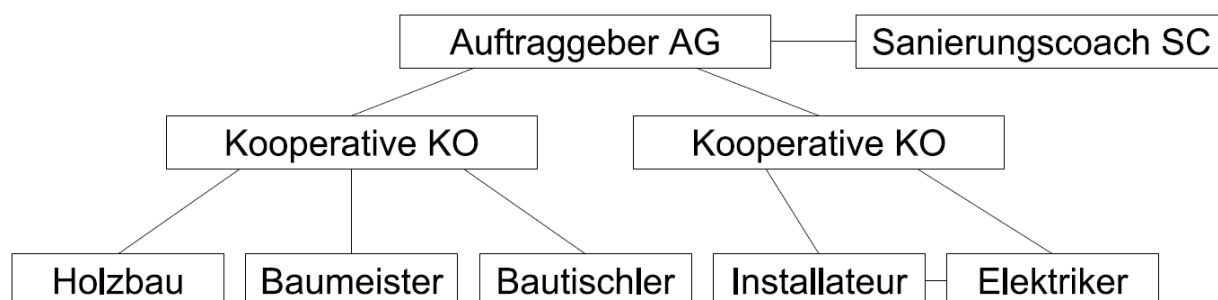 Auftraggeber AG
Sanierungscoach SC
Kooperative KO
Kooperative KO
Holzbau
Baumeister
Bautischler
Installateur
Elektriker